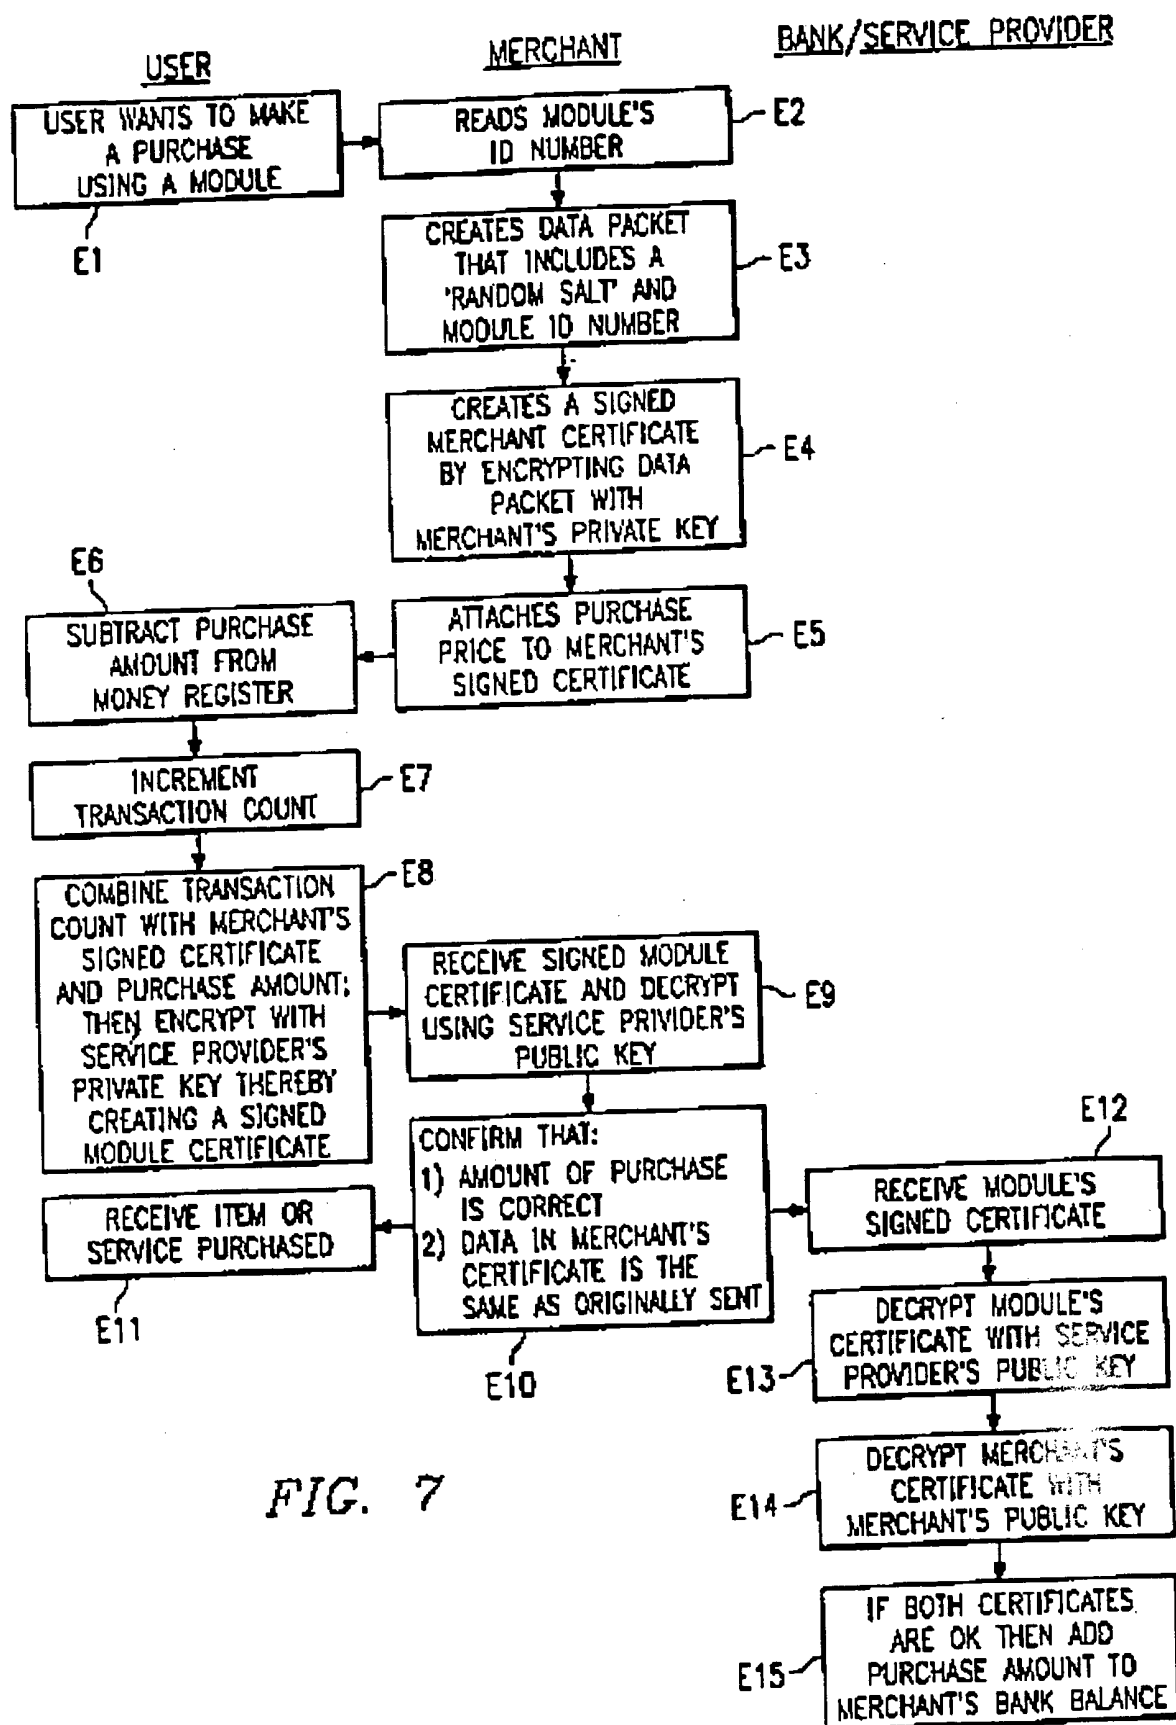 USER
MERCHANT
BANK/SERVICE PROVIDER
USER WANTS TO MAKE
A PURCHASE
USING A MODULE
E1
READS MODULE'S
ID NUMBER
E2
CREATES DATA PACKET
THAT INCLUDES A
'RANDOM SALT' AND
MODULE ID NUMBER
E3
CREATES A SIGNED
MERCHANT CERTIFICATE
BY ENCRYPTING DATA
PACKET WITH
MERCHANT'S PRIVATE KEY
E4
ATTACHES PURCHASE
PRICE TO MERCHANT'S
SIGNED CERTIFICATE
E5
E6
SUBTRACT PURCHASE
AMOUNT FROM
MONEY REGISTER
INCREMENT
TRANSACTION COUNT
E7
COMBINE TRANSACTION
COUNT WITH MERCHANT'S
SIGNED CERTIFICATE
AND PURCHASE AMOUNT;
THEN ENCRYPT WITH
SERVICE PROVIDER'S
PRIVATE KEY THEREBY
CREATING A SIGNED
MODULE CERTIFICATE
E8
RECEIVE SIGNED MODULE
CERTIFICATE AND DECRYPT
USING SERVICE PRIVIDER'S
PUBLIC KEY
E9
CONFIRM THAT:
1) AMOUNT OF PURCHASE
IS CORRECT
2) DATA IN MERCHANT'S
CERTIFICATE IS THE
SAME AS ORIGINALLY SENT
E10
RECEIVE ITEM OR
SERVICE PURCHASED
E11
E12
RECEIVE MODULE'S
SIGNED CERTIFICATE
DECRYPT MODULE'S
CERTIFICATE WITH SERVICE
PROVIDER'S PUBLIC KEY
E13
DECRYPT MERCHANT'S
CERTIFICATE WITH
MERCHANT'S PUBLIC KEY
E14
IF BOTH CERTIFICATES
ARE OK THEN ADD
PURCHASE AMOUNT TO
MERCHANT'S BANK BALANCE
E15
FIG. 7